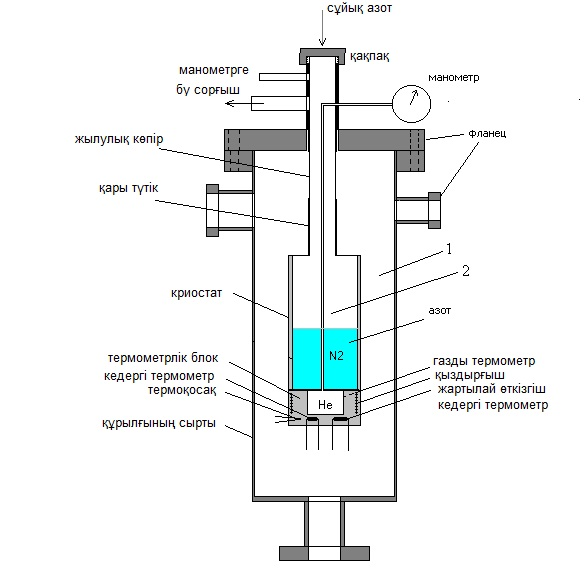 сұйық азот
қақпақ
манометрге
бу сорғыш
манометр
жылулық көпір
фланец
қары түтік
1
2
криостат
азот
N2
термометрлік блок
кедергі термометр
термоқосақ
құрылғының сырты
He
газды термометр
қыздырғыш
жартылай өткізгіш
кедергі термометр